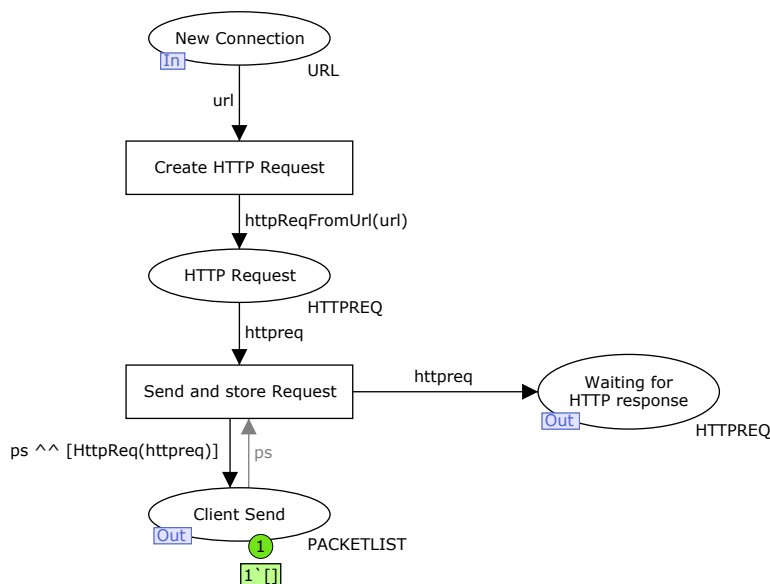 New Connection
In
URL
url
Create HTTP Request
httpReqFromUrl(url)
HTTP Request
HTTPREQ
httpreq
Send and store Request
httpreq
Waiting for
HTTP response
Out
HTTPREQ
ps ^^ [HttpReq(httpreq)]
ps
Client Send
Out
1
PACKETLIST
1`[]